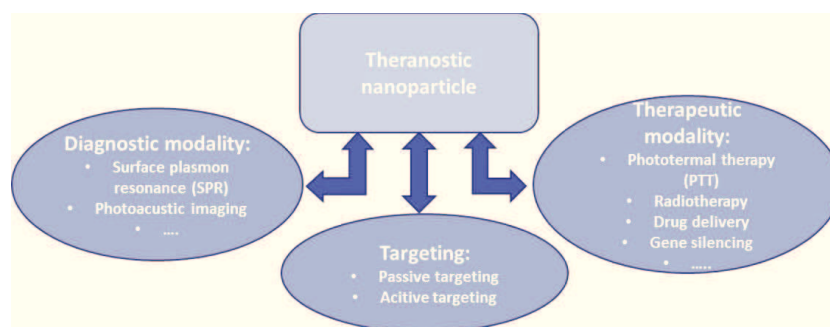 Theranostic
nanoparticle
Diagnostic modality:
• Surface plasmon
resonance (SPR)
• Photoacustic imaging
• ....
Targeting:
• Passive targeting
• Acitive targeting
Therapeutic
modality:
• Phototermal therapy
(PTT)
• Radiotherapy
• Drug delivery
• Gene silencing
• .....